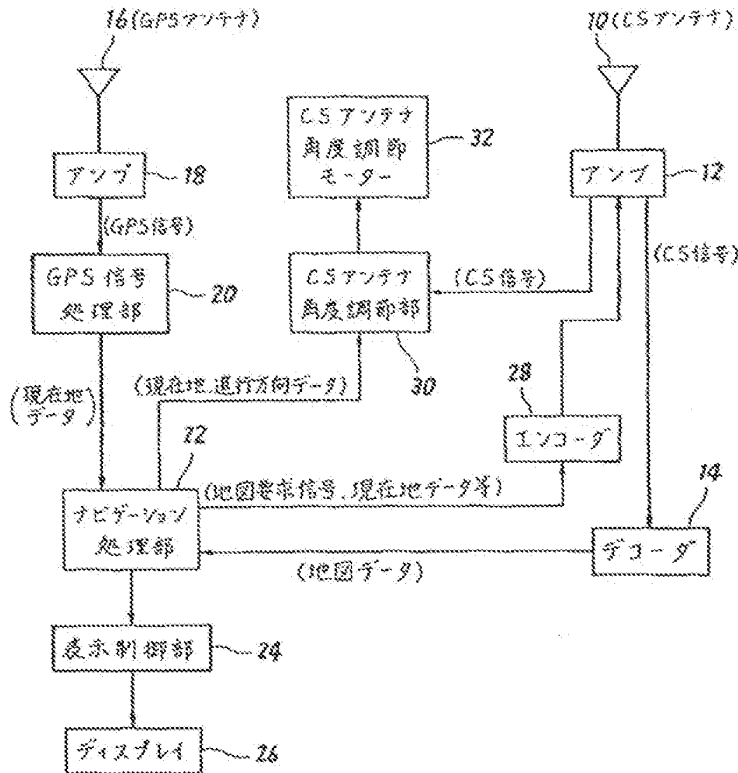 16(GPSアンテナ)
10(CSアンテナ)
アンプ
18
CSアンテナ
角度調節
モーター
32
アンプ
12
(GPS信号)
(CS信号)
GPS信号
処理部
20
CSアンテナ
角度調節部
30
(CS信号)
(現在地
データ)
(現在地、進行方向データ)
28
エンコーダ
22
ナビゲーション
処理部
(地図要求信号、現在地データ等)
14
デコーダ
(地図データ)
表示制御部
24
ディスプレイ
26